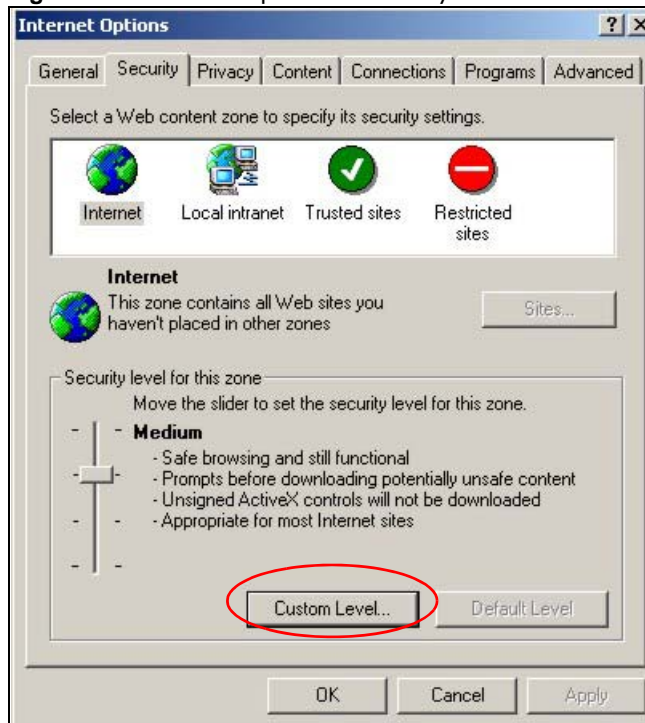 Internet Options
General Security Privacy Content Connections Programs Advanced
Select a Web content zone to specify its security settings.
Internet Local intranet Trusted sites Restricted
sites
Internet
This zone contains all Web sites you
haven't placed in other zones
Sites...
Security level for this zone
Move the slider to set the security level for this zone.
Medium
- Safe browsing and still functional
- Prompts before downloading potentially unsafe content
- Unsigned ActiveX controls will not be downloaded
- Appropriate for most Internet sites
Custom Level... Default Level
OK Cancel Apply